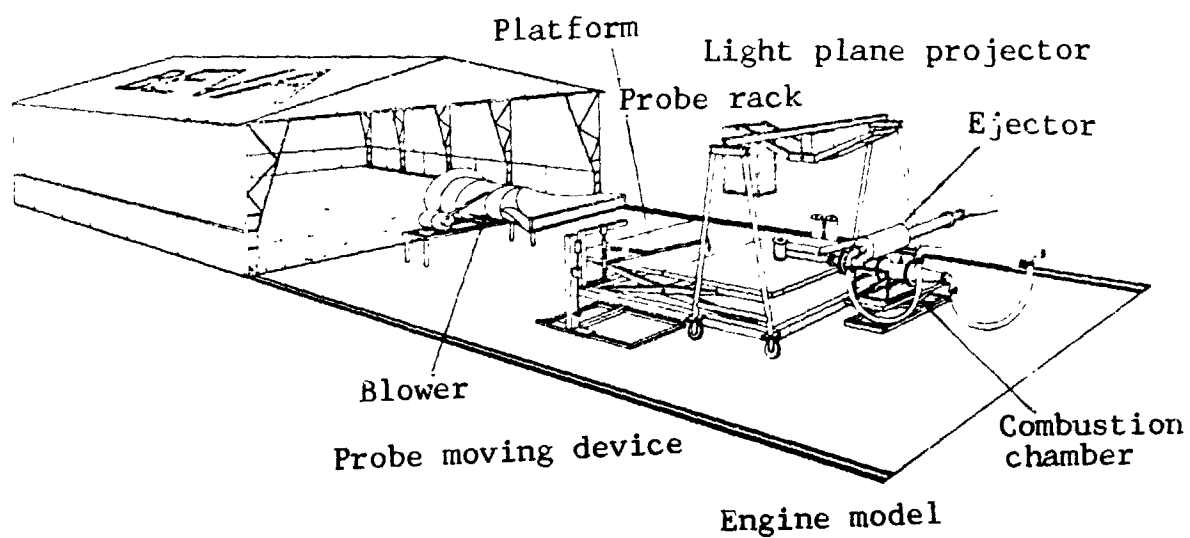 Platform
Light plane projector
Probe rack
Ejector
Blower
Probe moving device
Combustion
chamber
Engine model